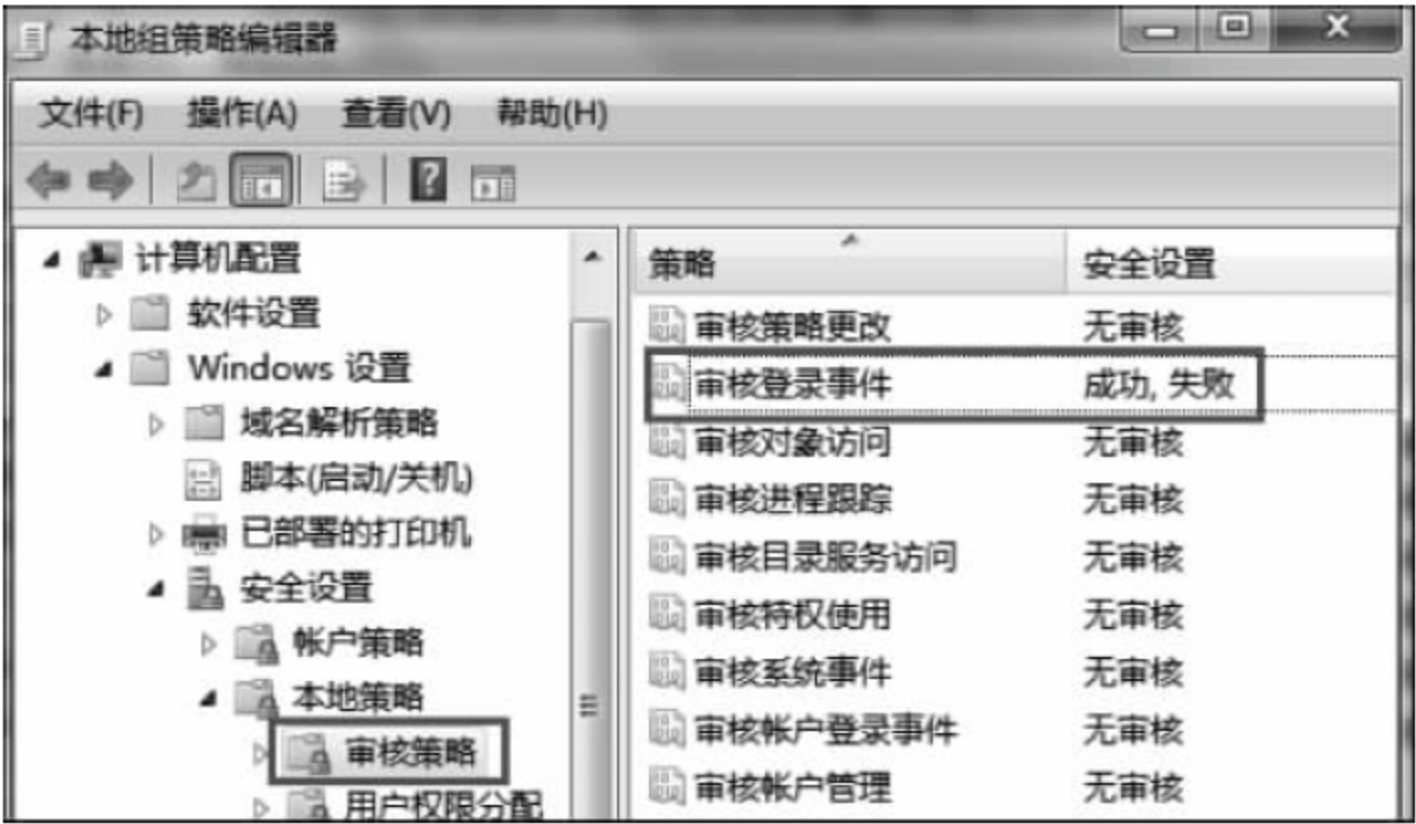 本地组策略编辑器
文件(F) 操作(A) 查看(V) 帮助(H)
计算机配置
软件设置
Windows 设置
域名解析策略
脚本(启动/关机)
已部署的打印机
安全设置
帐户策略
本地策略
审核策略
用户权限分配
策略 安全设置
审核策略更改 无审核
审核登录事件 成功, 失败
审核对象访问 无审核
审核进程跟踪 无审核
审核目录服务访问 无审核
审核特权使用 无审核
审核系统事件 无审核
审核帐户登录事件 无审核
审核帐户管理 无审核